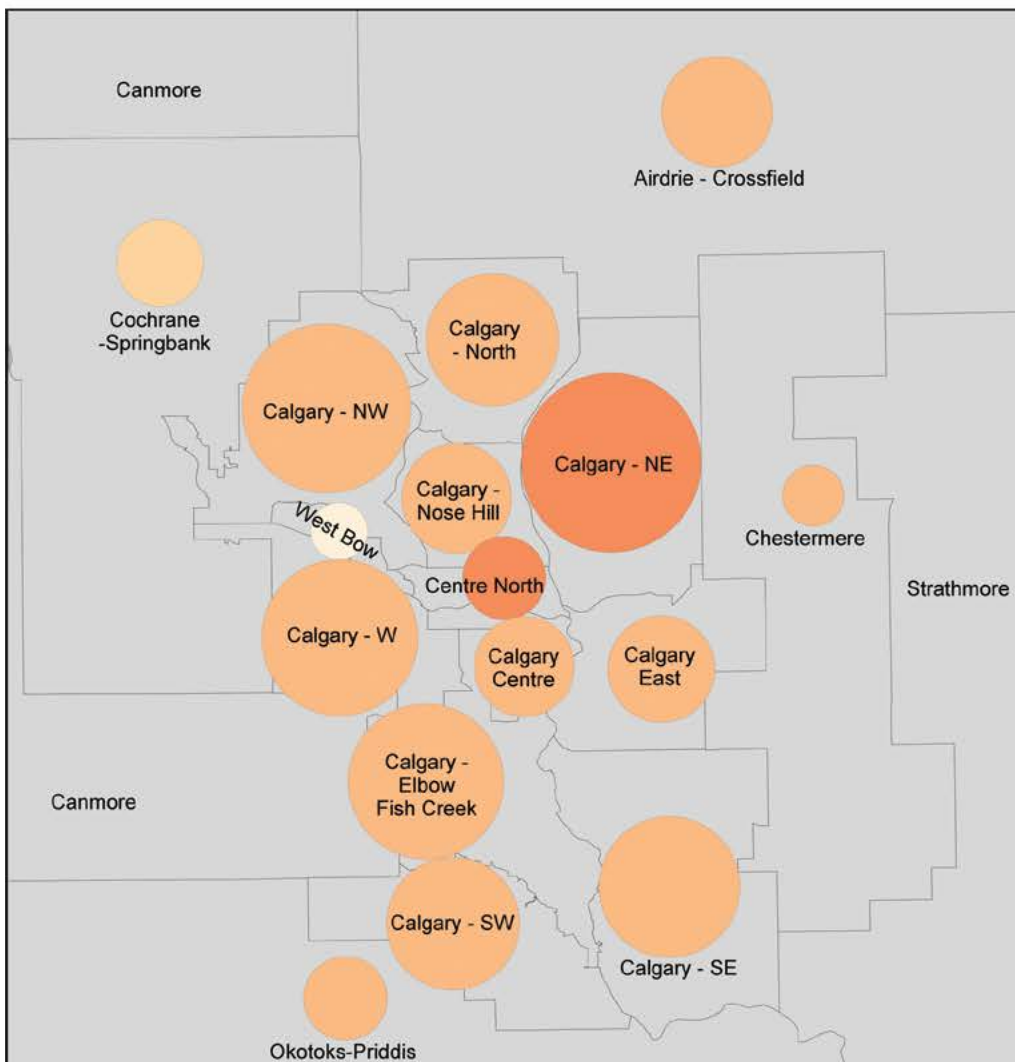 Canmore
Airdrie - Crossfield
Cochrane
-Springbank
Calgary
- North
Calgary - NW
Calgary - NE
Calgary -
Nose Hill
West Bow
Chestermere
Centre North
Strathmore
Calgary - W
Calgary
Centre
Calgary
East
Calgary -
Elbow
Fish Creek
Canmore
Calgary - SW
Calgary - SE
Okotoks-Priddis